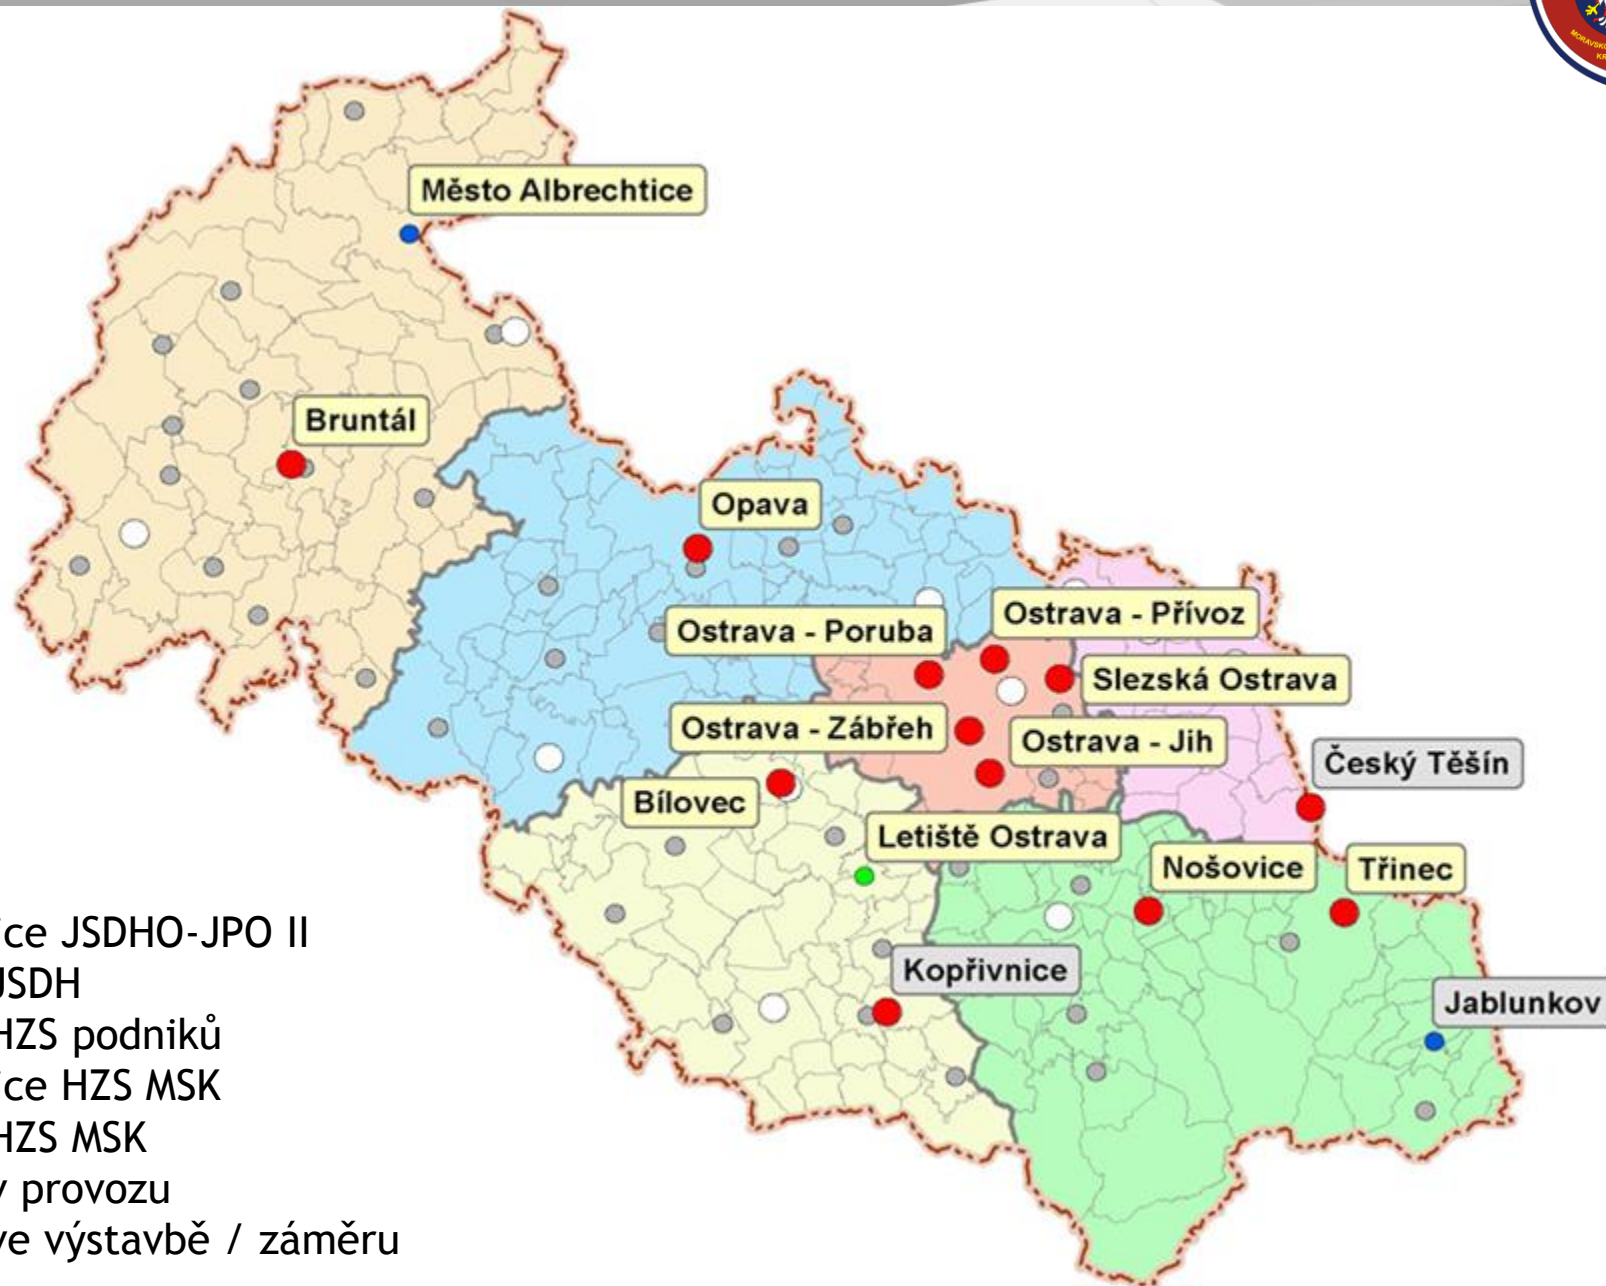 Město Albrechtice
Bruntál
Opava
Ostrava - Přívoz
Ostrava - Poruba
Slezská Ostrava
Ostrava - Zábřeh
Ostrava - Jih
Český Těšín
Bílovec
Letiště Ostrava
Nošovice
Třinec
Kopřivnice
Jablunkov
ice JSDHO-JPO II
JSDH
HZS podniků
ice HZS MSK
HZS MSK
v provozu
ve výstavbě / záměru